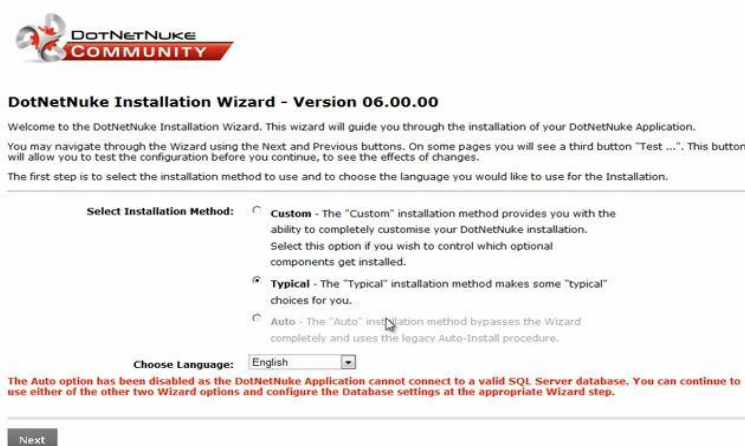 DOTNETNUKE
COMMUNITY
DotNetNuke Installation Wizard - Version 06.00.00
Welcome to the DotNetNuke Installation Wizard. This wizard will guide you through the installation of your DotNetNuke Application.
You may navigate through the Wizard using the Next and Previous buttons. On some pages you will see a third button "Test ...". This button
will allow you to test the configuration before you continue, to see the effects of changes.
The first step is to select the installation method to use and to choose the language you would like to use for the Installation.
Select Installation Method:
Custom - The "Custom" installation method provides you with the
ability to completely customise your DotNetNuke installation.
Select this option if you wish to control which optional
components get installed.
Typical - The "Typical" installation method makes some "typical"
choices for you.
Auto - The "Auto" installation method bypasses the Wizard
completely and uses the legacy Auto-Install procedure.
Choose Language: English
The Auto option has been disabled as the DotNetNuke Application cannot connect to a valid SQL Server database. You can continue to
use either of the other two Wizard options and configure the Database settings at the appropriate Wizard step.
Next